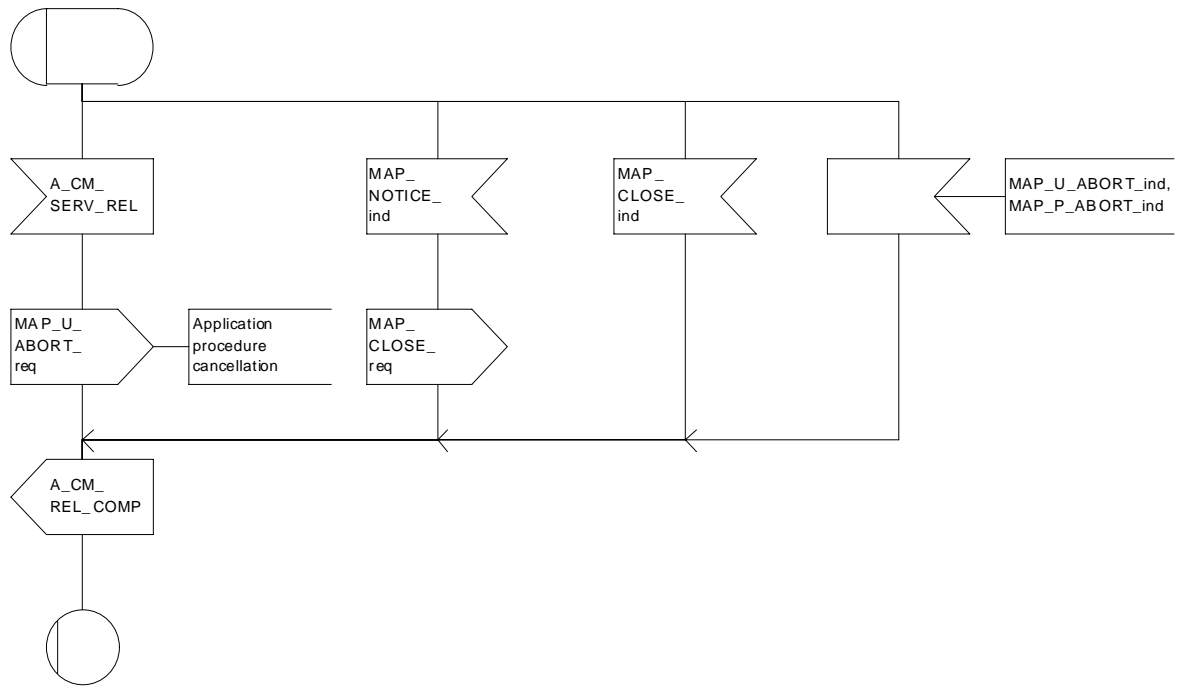 A_CM_
SERV_REL
MAP_
NOTICE_
ind
MAP_
CLOSE_
ind
MAP_U_ABORT_ind,
MAP_P_ABORT_ind
MAP_U_
ABORT_
req
Application
procedure
cancellation
MAP_
CLOSE_
req
A_CM_
REL_COMP